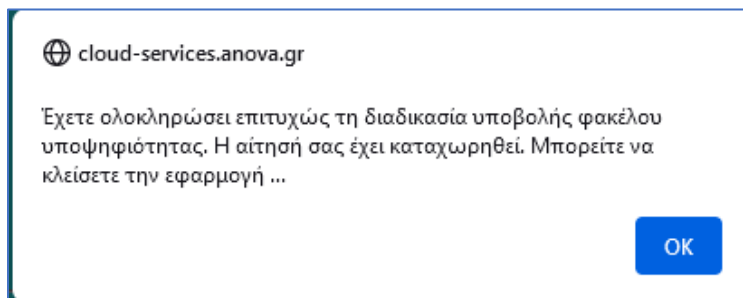 cloud-services.anova.gr
Έχετε ολοκληρώσει επιτυχώς τη διαδικασία υποβολής φακέλου
υποψηφιότητας. Η αίτησή σας έχει καταχωρηθεί. Μπορείτε να
κλείσετε την εφαρμογή ...
OK